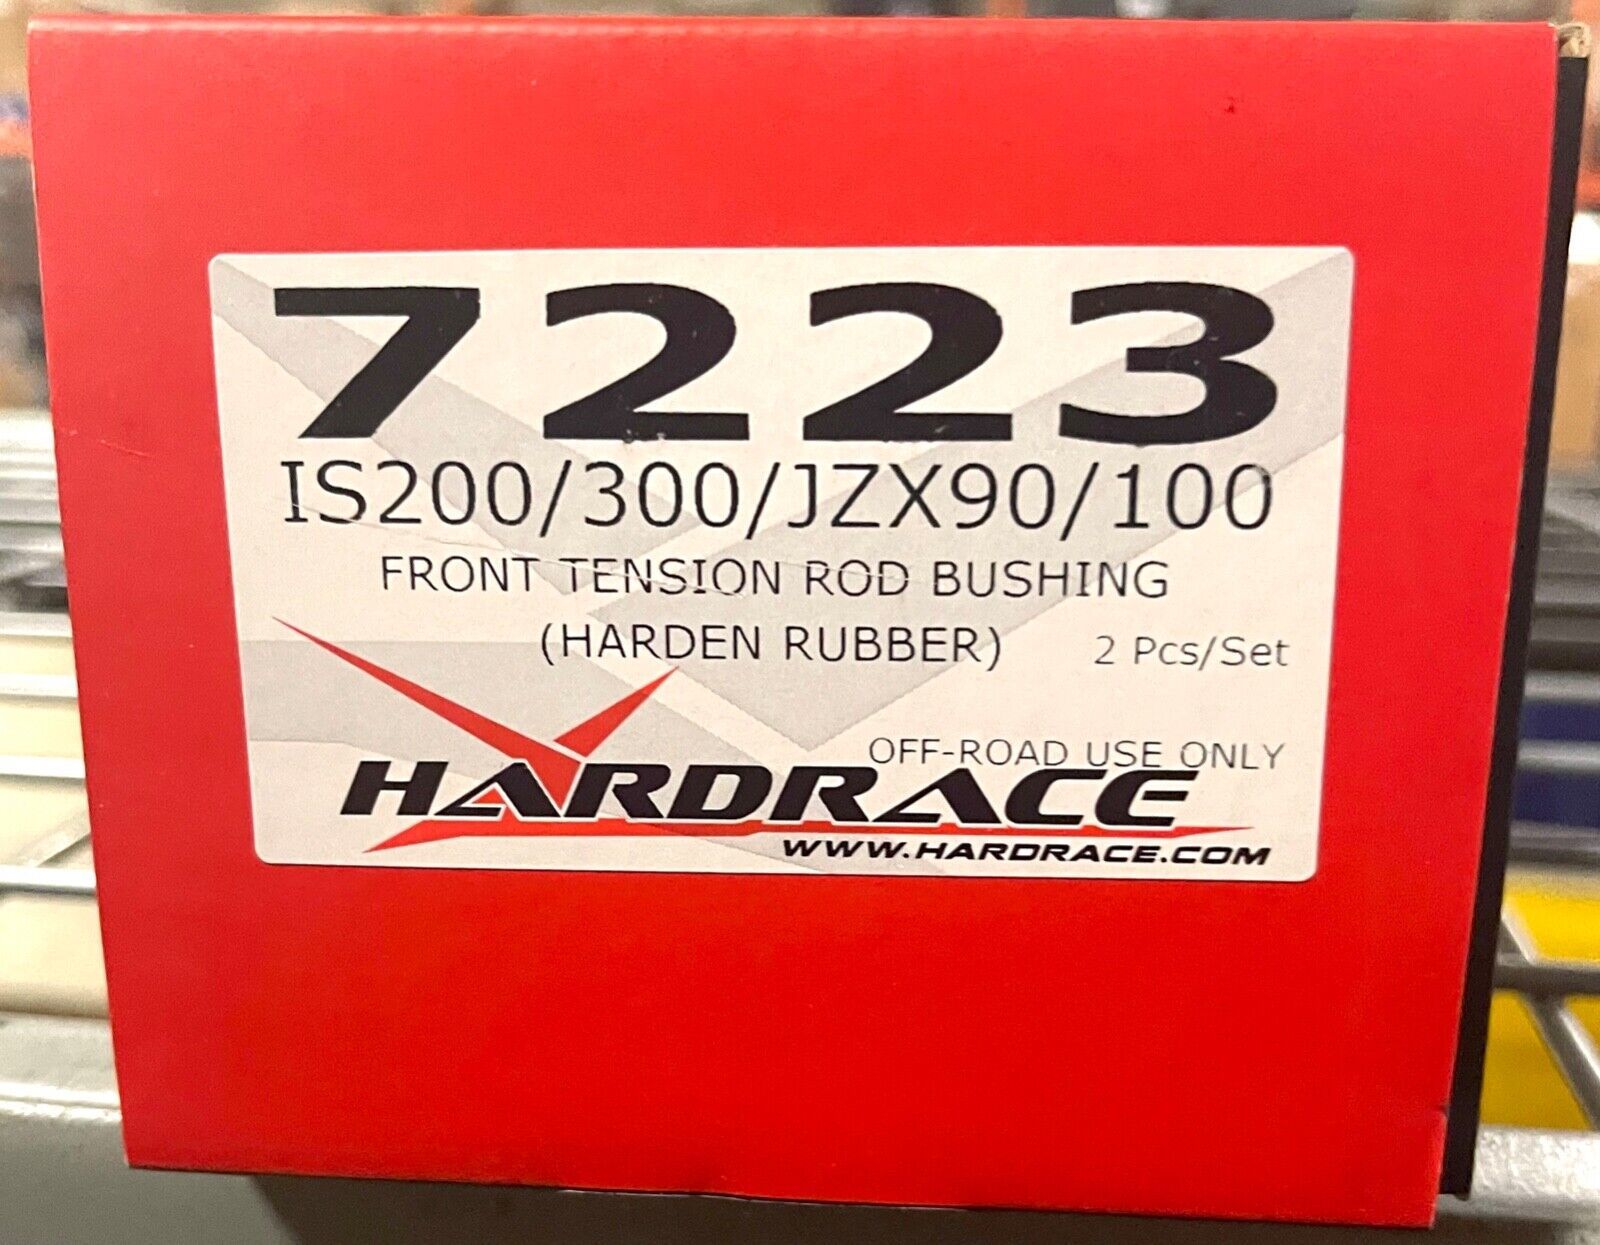 7223
IS200/300/JZX90/100
FRONT TENSION ROD BUSHING
(HARDEN RUBBER) 2 Pcs/Set
OFF-ROAD USE ONLY
HARDRACE
WWW.HARDRACE.COM